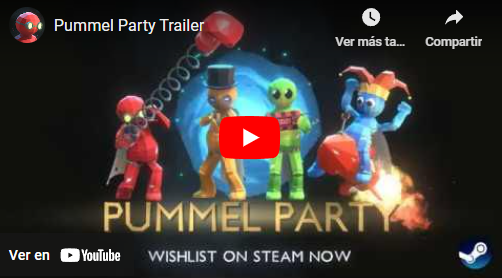 Pummel Party Trailer
Ver más ta...
Compartir
PUMMEL PARTY
Ver en YouTube
WISHLIST ON STEAM NOW